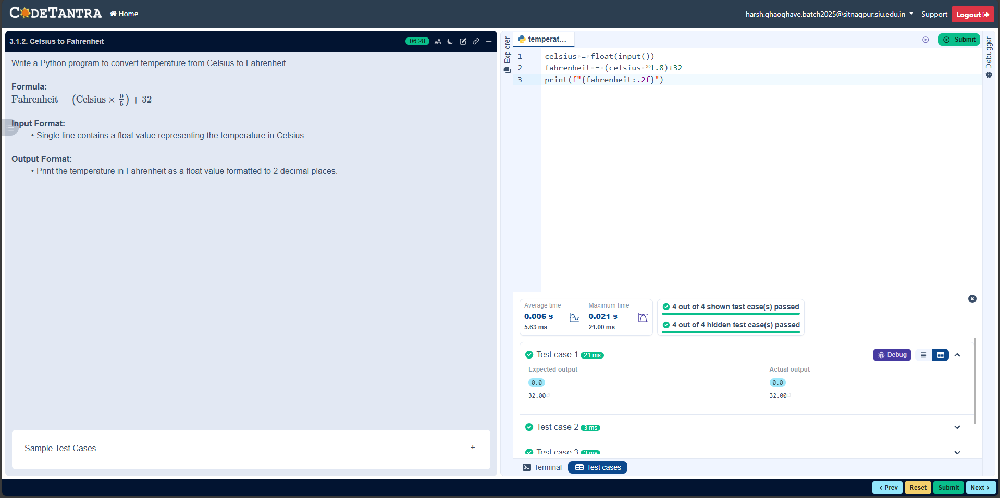 CODETANTRA
Home
harsh.ghaoghave.batch2025@sitnagpur.siu.edu.in
Support
Logout
3.1.2. Celsius to Fahrenheit
06:28
AA
Write a Python program to convert temperature from Celsius to Fahrenheit.
Formula:
Fahrenheit = (Celsius × 9/5) + 32
Input Format:
• Single line contains a float value representing the temperature in Celsius.
Output Format:
• Print the temperature in Fahrenheit as a float value formatted to 2 decimal places.
Sample Test Cases
+
Explorer
temperat...
Submit
Debugger
1 celsius = float(input())
2 fahrenheit = (celsius *1.8)+32
3 print(f"{fahrenheit:.2f}")
Average time
0.006 s
5.63 ms
Maximum time
0.021 s
21.00 ms
4 out of 4 shown test case(s) passed
4 out of 4 hidden test case(s) passed
Test case 1 21 ms
Debug
Expected output
Actual output
0.0
0.0
32.00
32.00
Test case 2 3 ms
Test case 3 3 ms
Terminal
Test cases
< Prev
Reset
Submit
Next >